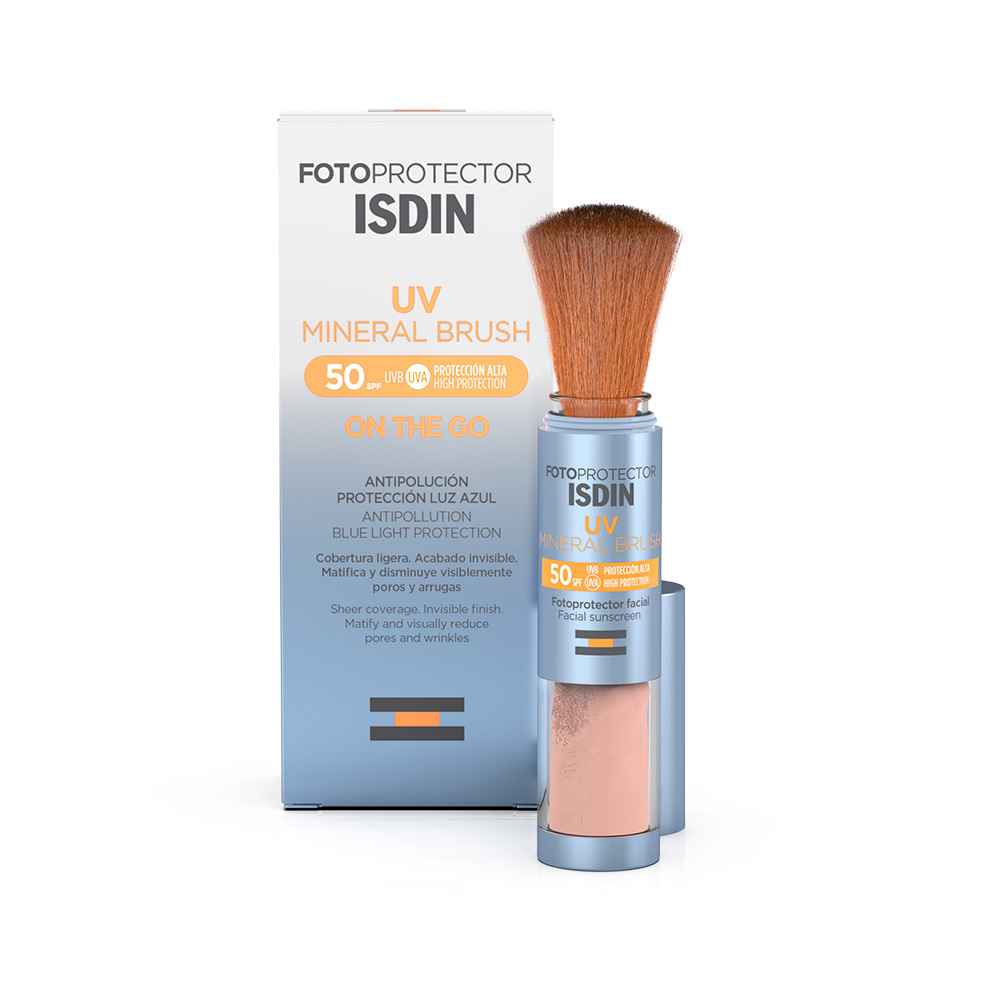 FOTOPROTECTOR
ISDIN
UV
MINERAL BRUSH
50 SPF UVB UVA PROTECCIÓN ALTA
HIGH PROTECTION
ON THE GO
ANTIPOLUCIÓN
PROTECCIÓN LUZ AZUL
ANTIPOLLUTION
BLUE LIGHT PROTECTION
Cobertura ligera. Acabado invisible.
Matifica y disminuye visiblemente
poros y arrugas
Sheer coverage. Invisible finish.
Matify and visually reduce
pores and wrinkles
FOTOPROTECTOR
ISDIN
UV
MINERAL BRUSH
50 SPF UVB UVA PROTECCIÓN ALTA
HIGH PROTECTION
Fotoprotector facial
Facial sunscreen